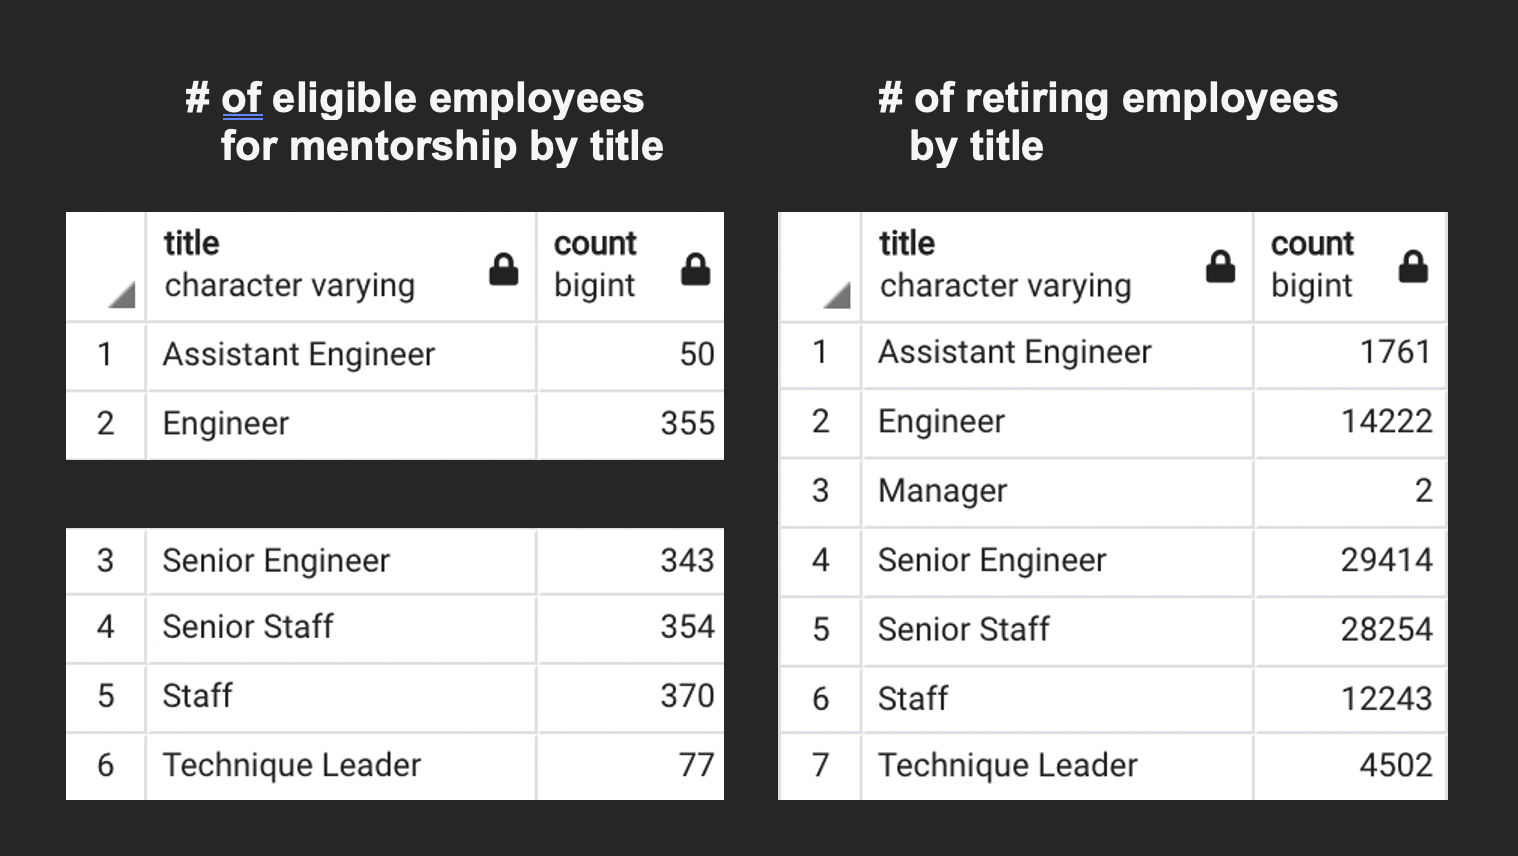 # of eligible employees
for mentorship by title
title count
character varying bigint
1 Assistant Engineer 50
2 Engineer 355
3 Senior Engineer 343
4 Senior Staff 354
5 Staff 370
6 Technique Leader 77
# of retiring employees
by title
title count
character varying bigint
1 Assistant Engineer 1761
2 Engineer 14222
3 Manager 2
4 Senior Engineer 29414
5 Senior Staff 28254
6 Staff 12243
7 Technique Leader 4502